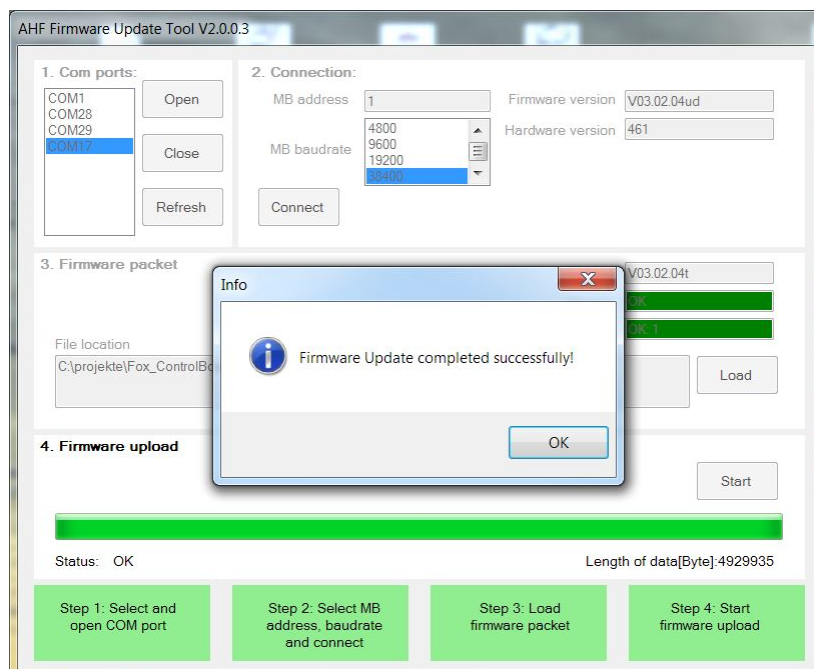 AHF Firmware Update Tool V2.0.0.3
1. Com ports:
COM1
COM28
COM29
COM17
Open
Close
Refresh
2. Connection:
MB address
1
MB baudrate
4800
9600
19200
38400
Connect
Firmware version
V03.02.04ud
Hardware version
461
3. Firmware packet
V03.02.04t
OK
OK: 1
File location
C:\projekte\Fox_ControlBo
Load
Info
Firmware Update completed successfully!
OK
4. Firmware upload
Start
Status: OK
Length of data[Byte]:4929935
Step 1: Select and
open COM port
Step 2: Select MB
address, baudrate
and connect
Step 3: Load
firmware packet
Step 4: Start
firmware upload